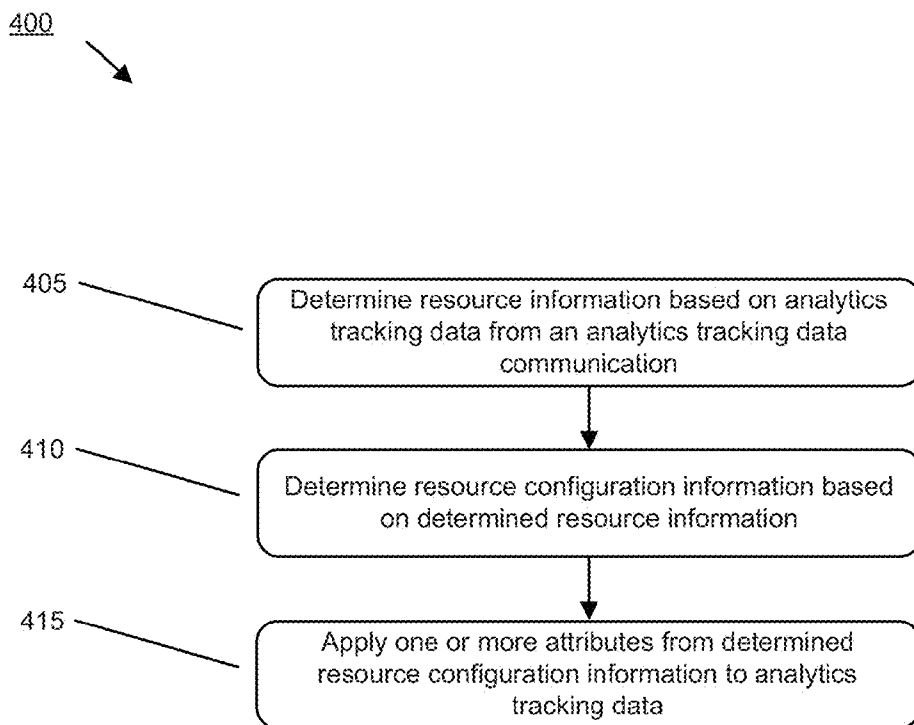 400
405
Determine resource information based on analytics
tracking data from an analytics tracking data
communication
410
Determine resource configuration information based
on determined resource information
415
Apply one or more attributes from determined
resource configuration information to analytics
tracking data